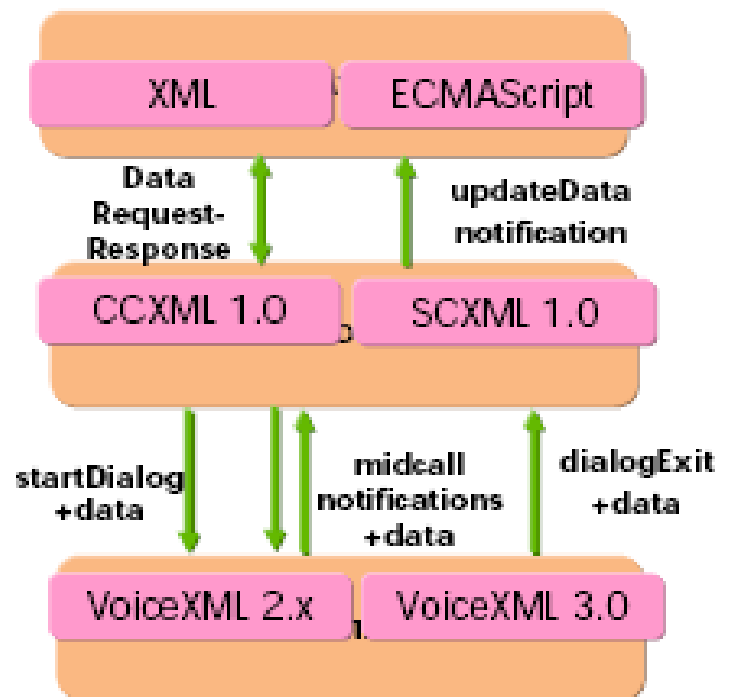 XML
ECMAScript
Data
Request-
Response
updateData
notification
CCXML 1.0
SCXML 1.0
startDialog
+data
midcall
notifications
+data
dialogExit
+data
VoiceXML 2.x
VoiceXML 3.0